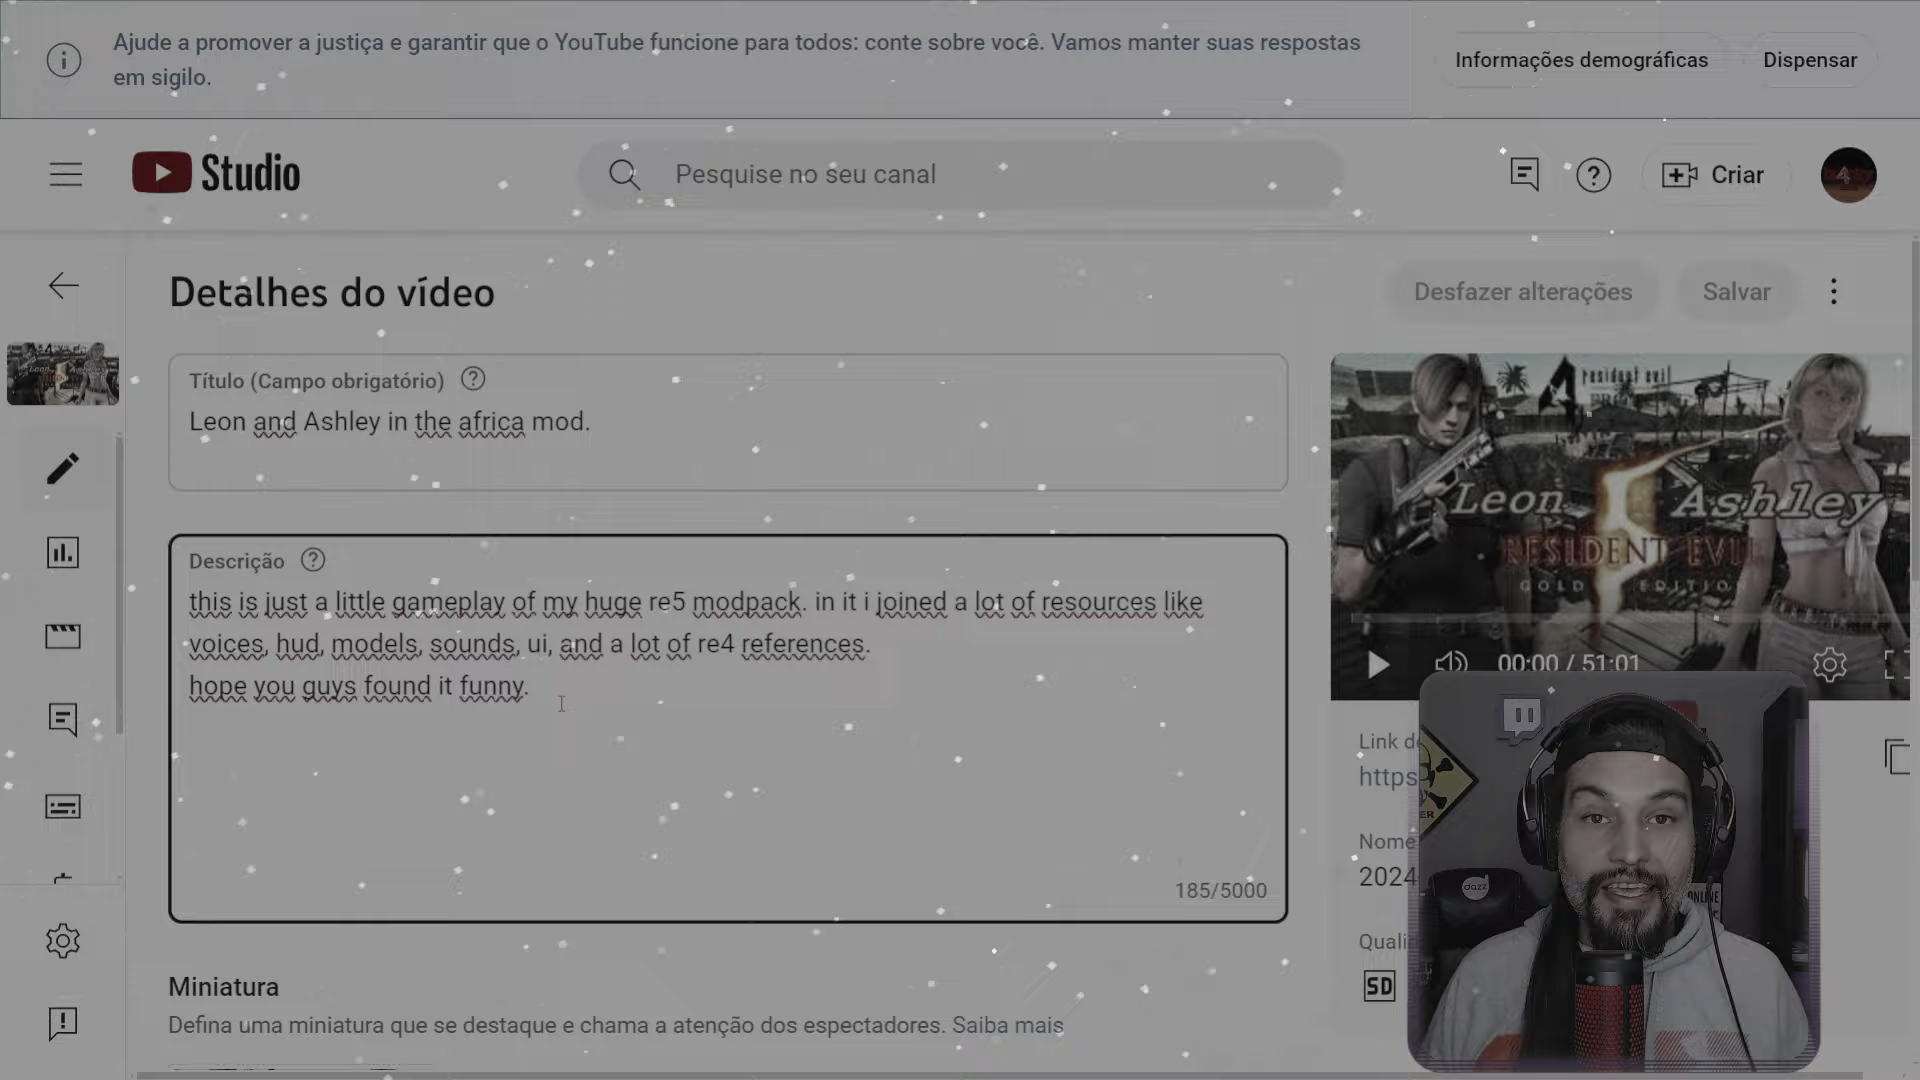 Ajude a promover a justiça e garantir que o YouTube funcione para todos: conte sobre você. Vamos manter suas respostas
em sigilo.
Informações demográficas
Dispensar
Studio
Pesquise no seu canal
Criar
Detalhes do vídeo
Desfazer alterações
Salvar
Título (Campo obrigatório)
Leon and Ashley in the africa mod.
Descrição
this is just a little gameplay of my huge re5 modpack. in it i joined a lot of resources like
voices, hud, models, sounds, ui, and a lot of re4 references.
hope you guys found it funny.
185/5000
resident evil
Leon
Ashley
RESIDENT EVIL
GOLD EDITION
00:00 / 51:01
Link de
https
Nome
2024
Quali
SD
dazz
ONLINE
Miniatura
Defina uma miniatura que se destaque e chama a atenção dos espectadores. Saiba mais